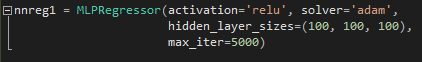 nnreg1 = MLPRegressor(activation='relu', solver='adam',
hidden_layer_sizes=(100, 100, 100),
max_iter=5000)